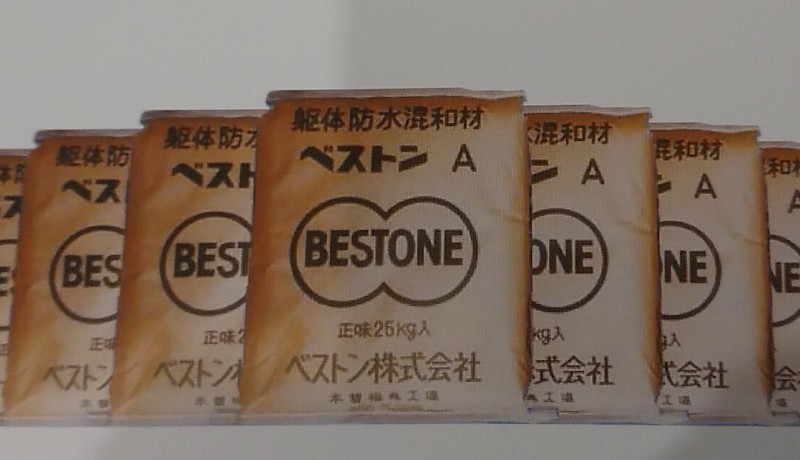 躯体防水混和材
ベストン A
BESTONE
正味25kg入
ベストン株式会社